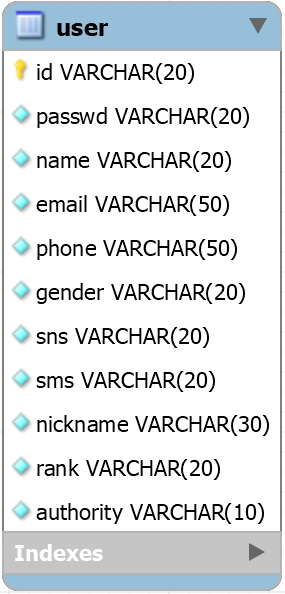 user
id VARCHAR(20)
passwd VARCHAR(20)
name VARCHAR(20)
email VARCHAR(50)
phone VARCHAR(50)
gender VARCHAR(20)
sns VARCHAR(20)
sms VARCHAR(20)
nickname VARCHAR(30)
rank VARCHAR(20)
authority VARCHAR(10)
Indexes